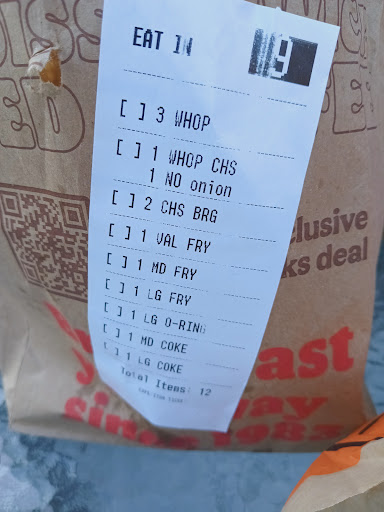 EAT IN
9
[ ] 3 WHOP
[ ] 1 WHOP CHS
1 NO onion
[ ] 2 CHS BRG
[ ] 1 VAL FRY
[ ] 1 MD FRY
[ ] 1 LG FRY
[ ] 1 LG O-RING
[ ] 1 MD COKE
[ ] 1 LG COKE
Total Items: 12
clusive
ks deal
ast
way
since 1983